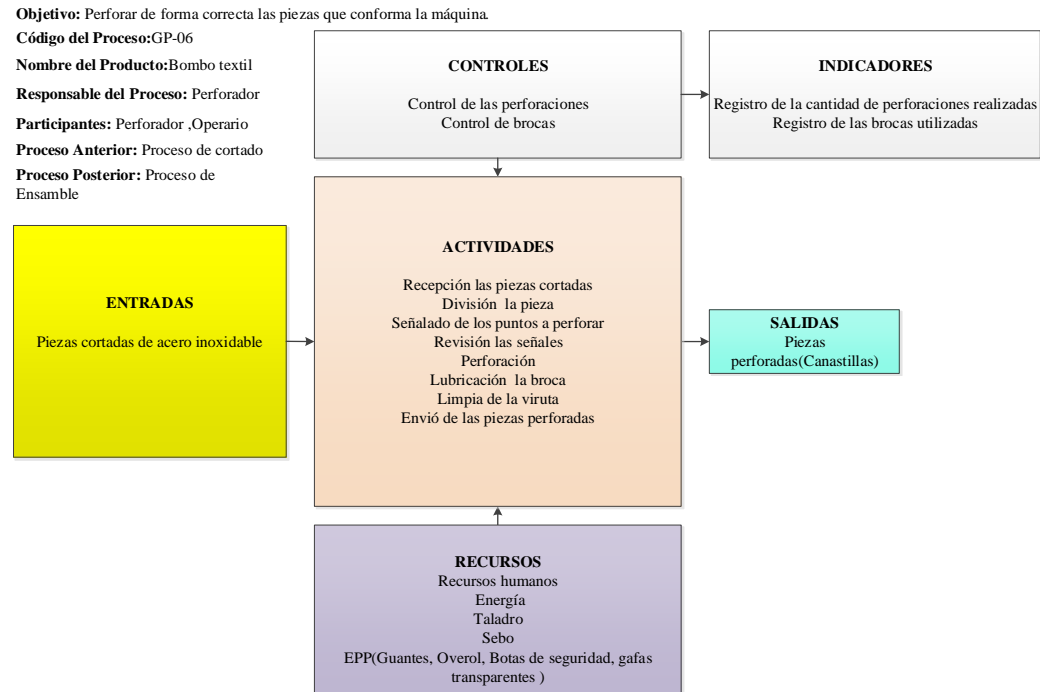 Objetivo: Perforar de forma correcta las piezas que conforma la máquina.
Código del Proceso:GP-06
Nombre del Producto:Bombo textil
Responsable del Proceso: Perforador
Participantes: Perforador ,Operario
Proceso Anterior: Proceso de cortado
Proceso Posterior: Proceso de
Ensamble
CONTROLES
Control de las perforaciones
Control de brocas
INDICADORES
Registro de la cantidad de perforaciones realizadas
Registro de las brocas utilizadas
ENTRADAS
Piezas cortadas de acero inoxidable
ACTIVIDADES
Recepción las piezas cortadas
División  la pieza
Señalado de los puntos a perforar
Revisión las señales
Perforación
Lubricación  la broca
Limpia de la viruta
Envió de las piezas perforadas
SALIDAS
Piezas
perforadas(Canastillas)
RECURSOS
Recursos humanos
Energía
Taladro
Sebo
EPP(Guantes, Overol, Botas de seguridad, gafas
transparentes )